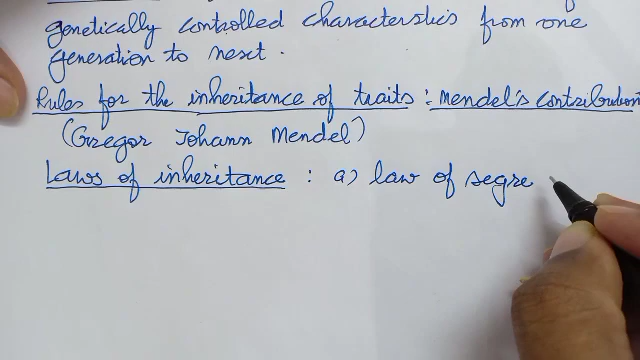 genetically controlled characterstics from one
generation to next.
Rules for the inheritance of traits : Mendel's contribution
(Gregor Johann Mendel)
Laws of inheritance : a) law of segre